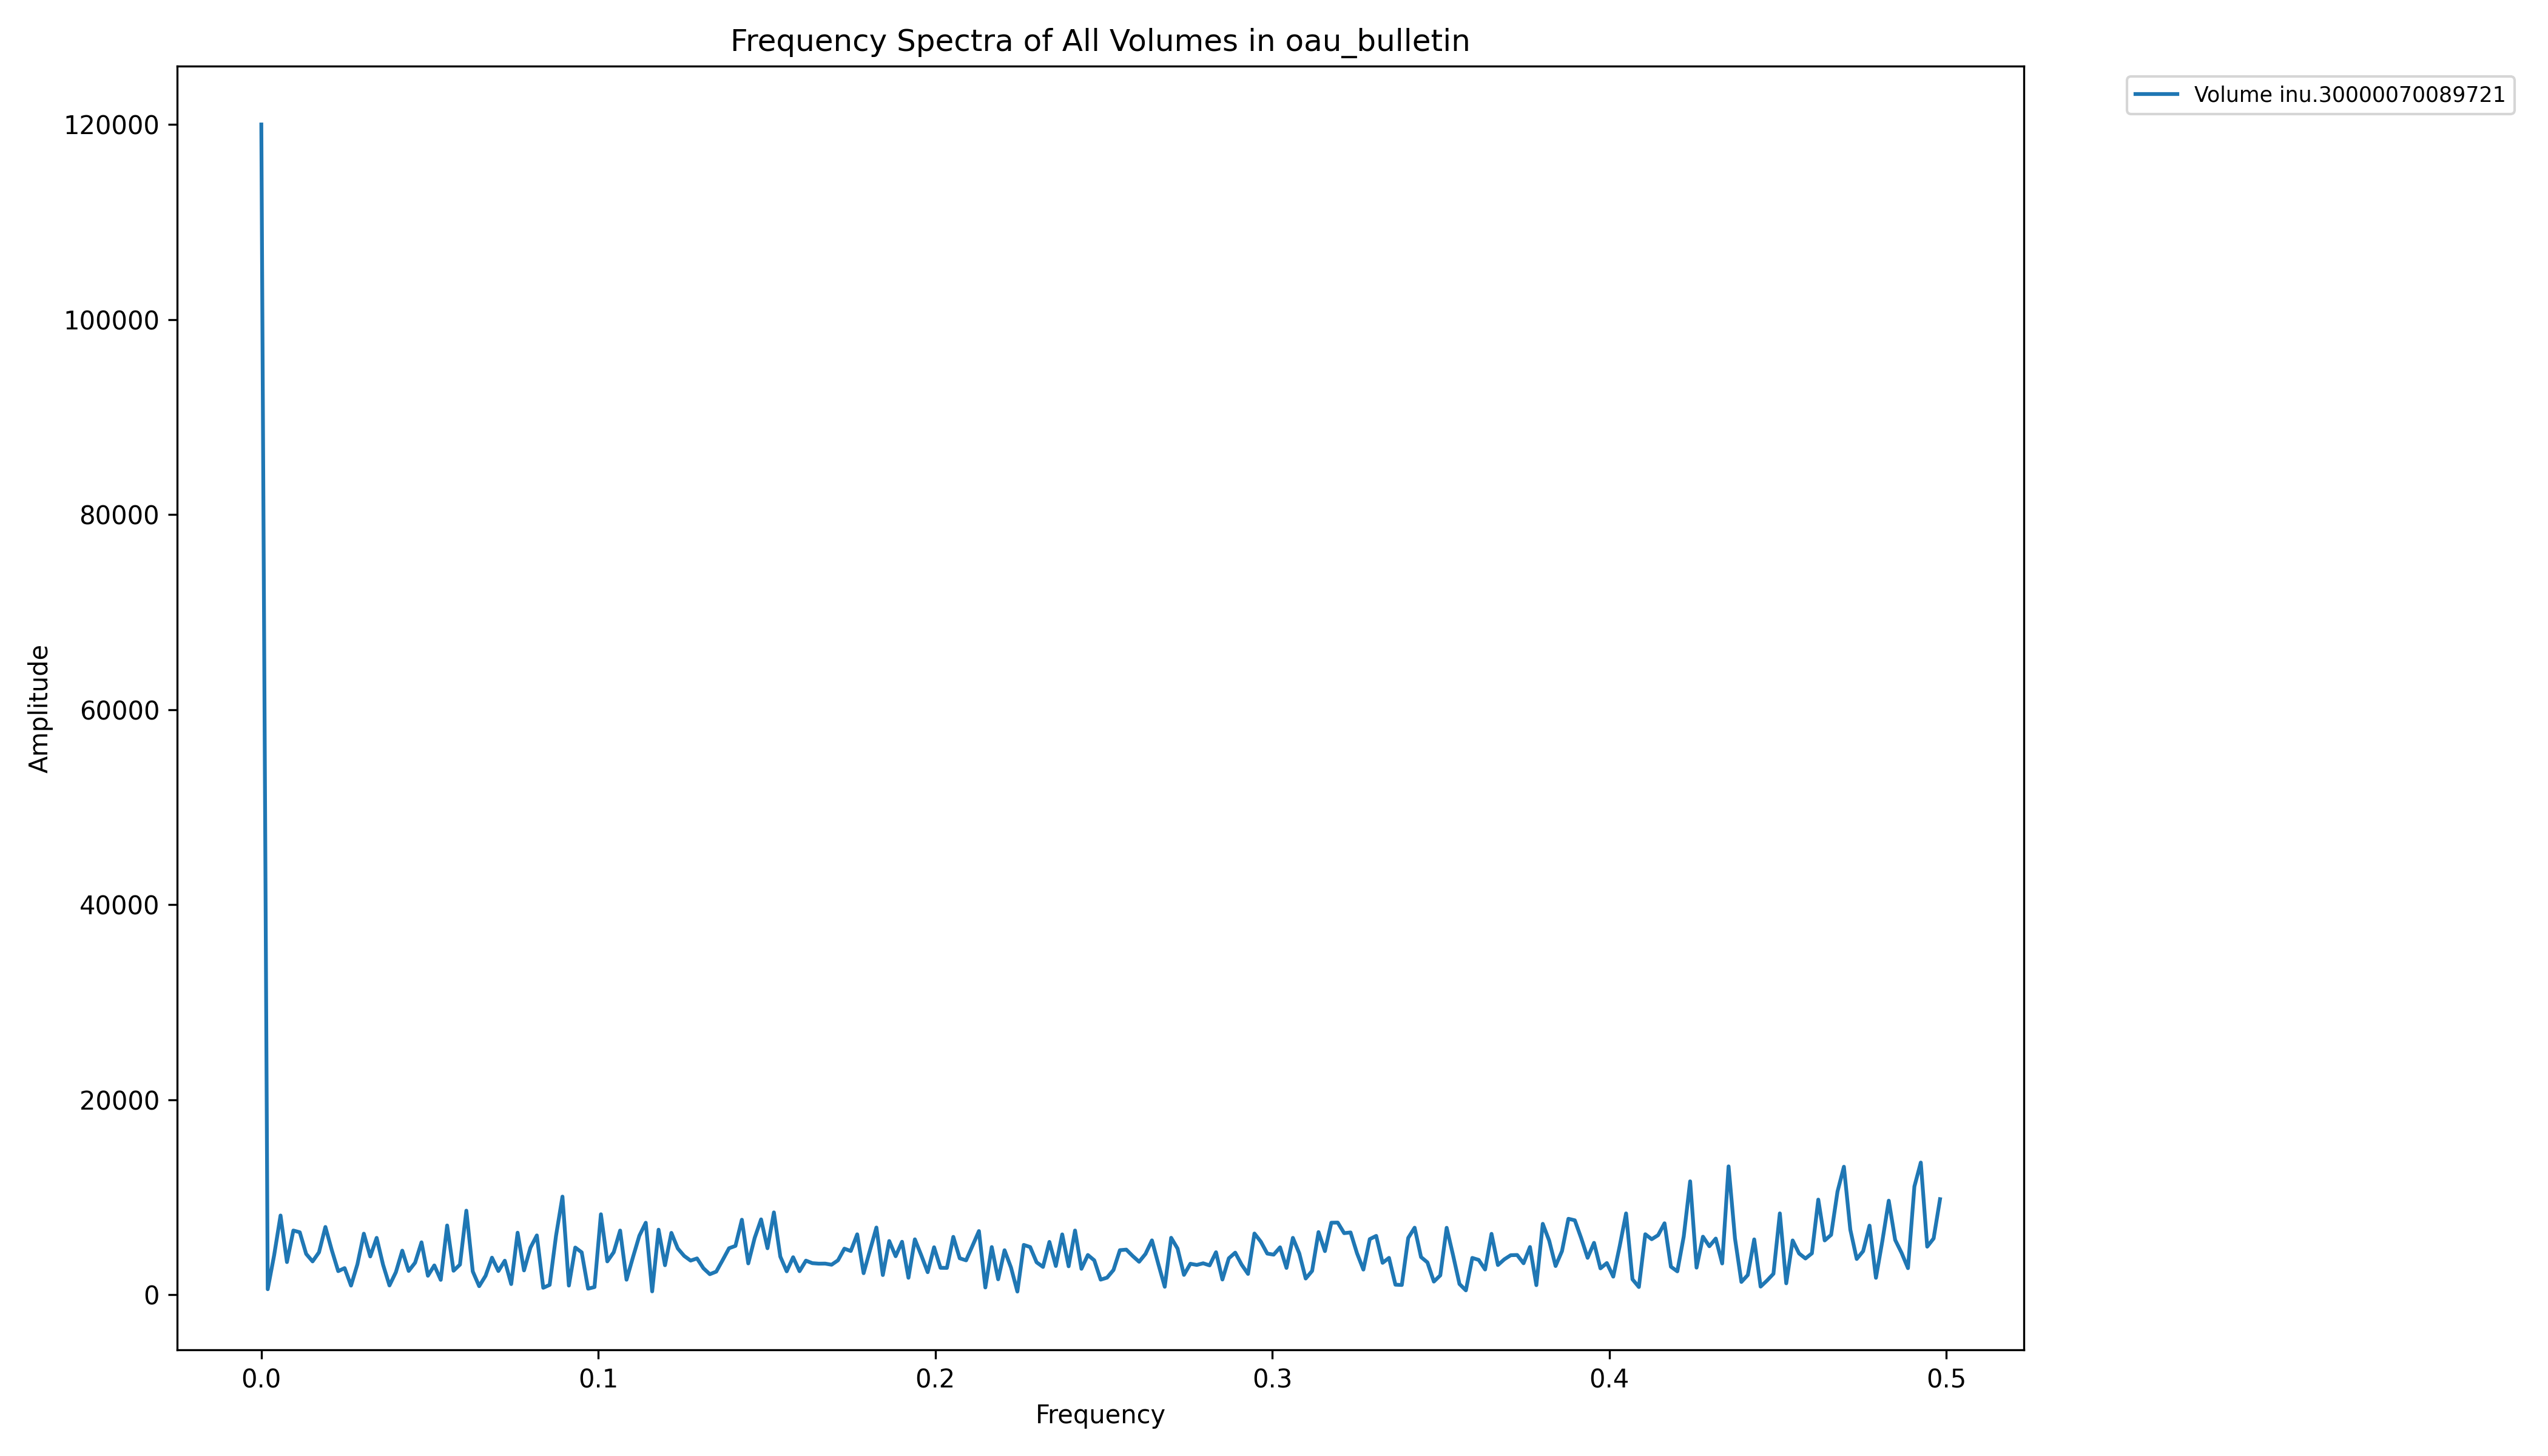 Frequency Spectra of All Volumes in oau_bulletin
Volume inu.30000070089721
120000
100000
80000
60000
40000
20000
0
Amplitude
0.0 0.1 0.2 0.3 0.4 0.5
Frequency